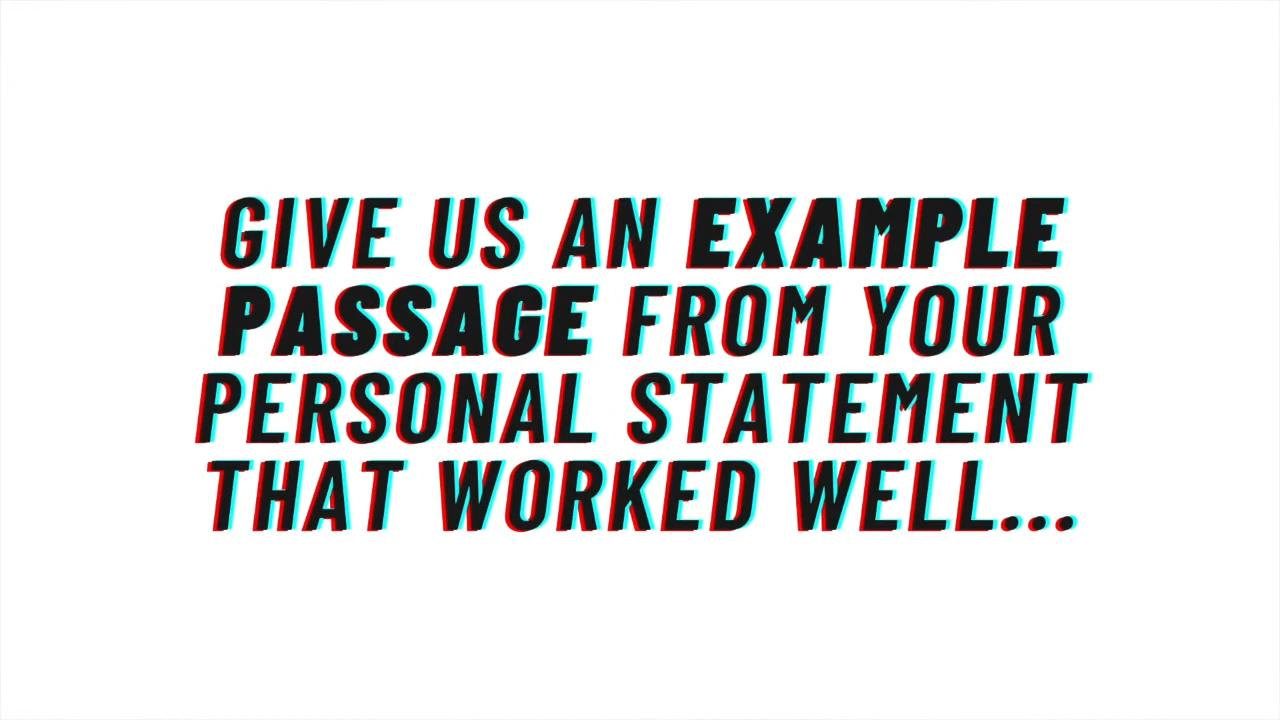 GIVE US AN EXAMPLE
PASSAGE FROM YOUR
PERSONAL STATEMENT
THAT WORKED WELL...